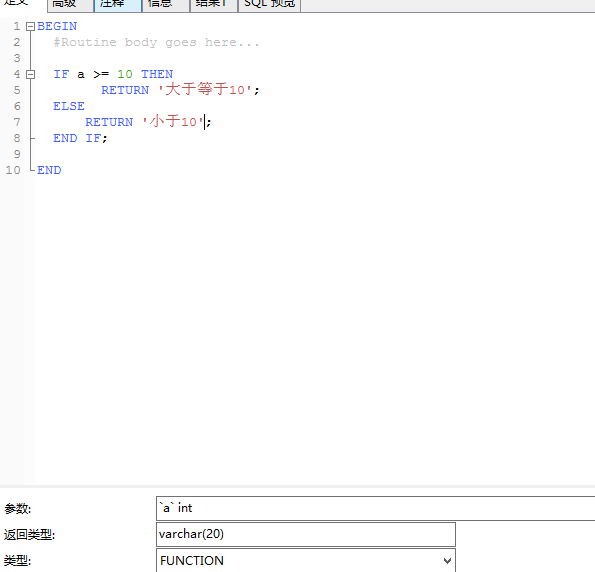 定义 高级 注释 信息 结果1 SQL 预览
1 BEGIN
2 #Routine body goes here...
3
4 IF a >= 10 THEN
5 RETURN '大于等于10';
6 ELSE
7 RETURN '小于10';
8 END IF;
9
10 END
参数: `a` int
返回类型: varchar(20)
类型: FUNCTION